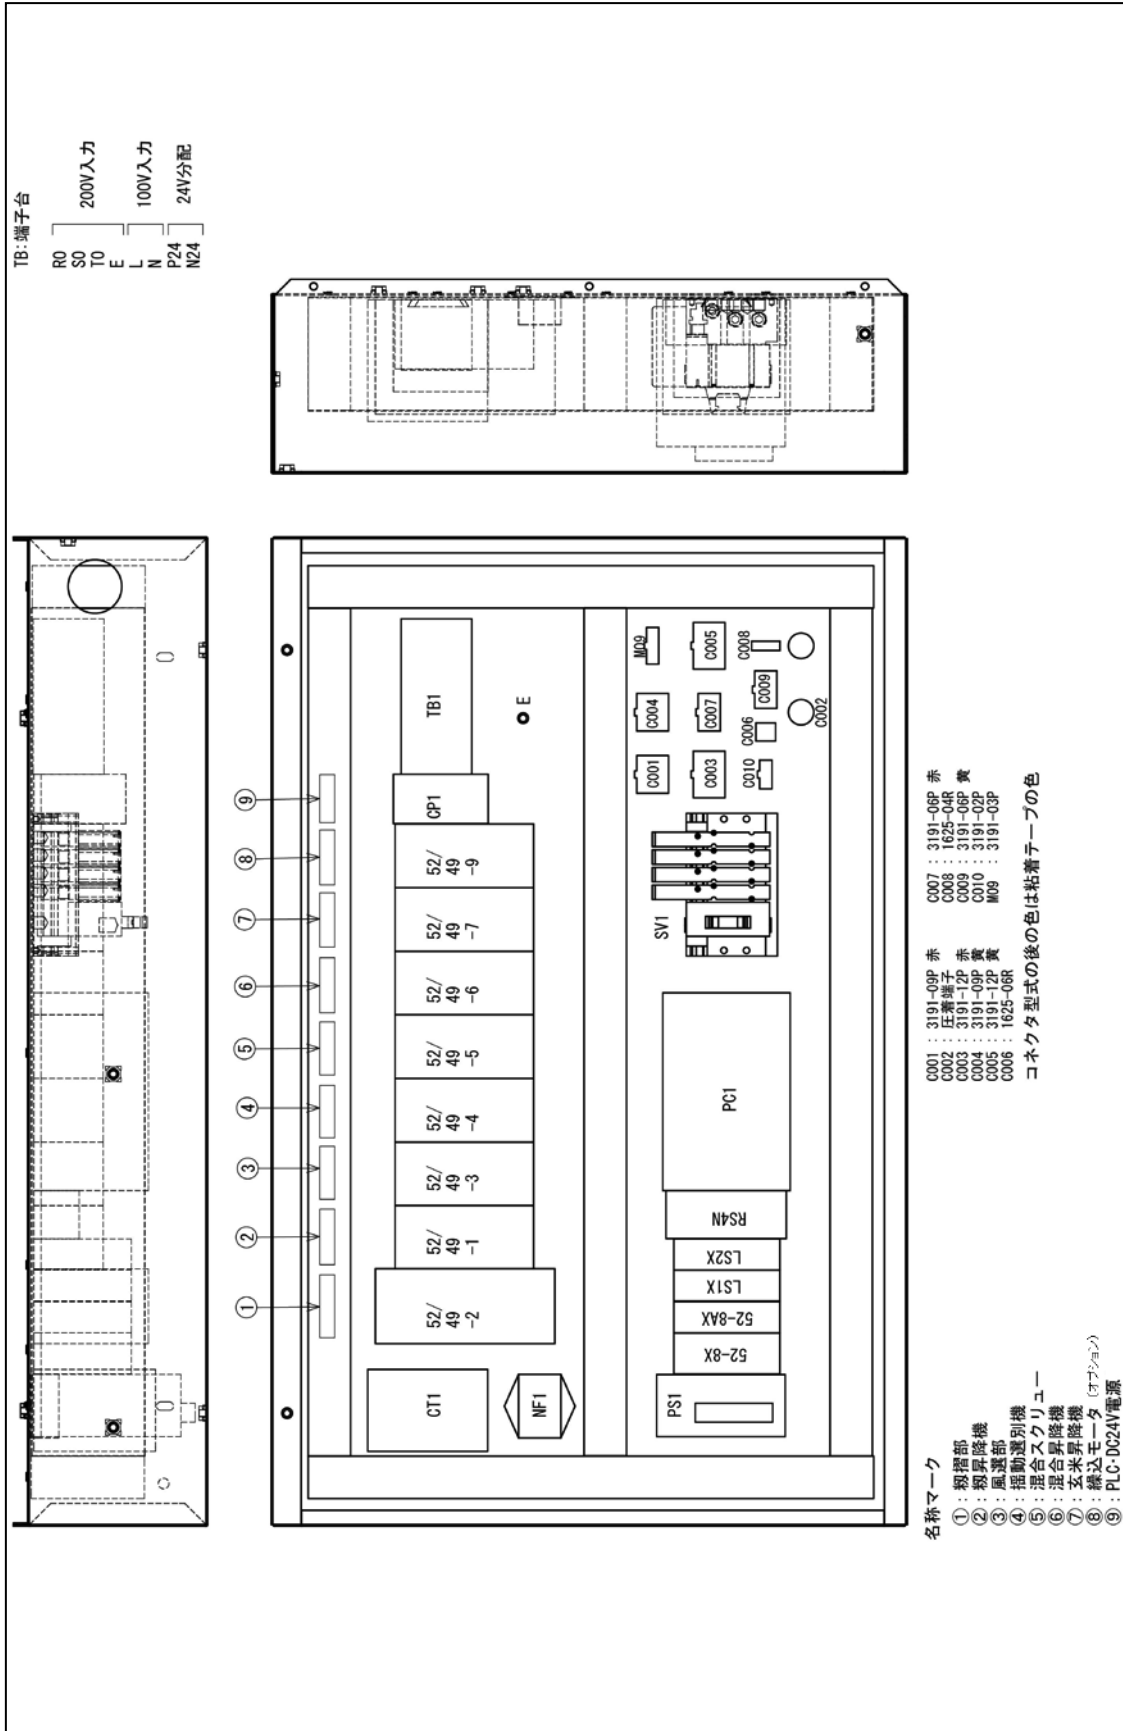 TB:端子台
R0
S0
T0
E
200V入力
L
N
100V入力
P24
N24
24V分配
①
②
③
④
⑤
⑥
⑦
⑧
⑨
CT1
52/49-2
52/49-1
52/49-3
52/49-4
52/49-5
52/49-6
52/49-7
52/49-9
CP1
TB1
NF1
E
PS1
52-8X
52-8AX
LS1X
LS2X
RS4N
PC1
SV1
C001
C004
M09
C003
C007
C005
C010
C006
C009
C008
C002
名称マーク
①:籾摺部
②:籾昇降機
③:風選部
④:揺動選別機
⑤:混合スクリュー
⑥:混合昇降機
⑦:玄米昇降機
⑧:繰込モータ(オプション)
⑨:PLC・DC24V電源
C001:3191-09P 赤
C002:圧着端子
C003:3191-12P 赤
C004:3191-09P 黄
C005:3191-12P 黄
C006:1625-06R
C007:3191-06P 赤
C008:1625-04R
C009:3191-06P 黄
C010:3191-02P
M09:3191-03P
コネクタ型式の後の色は粘着テープの色